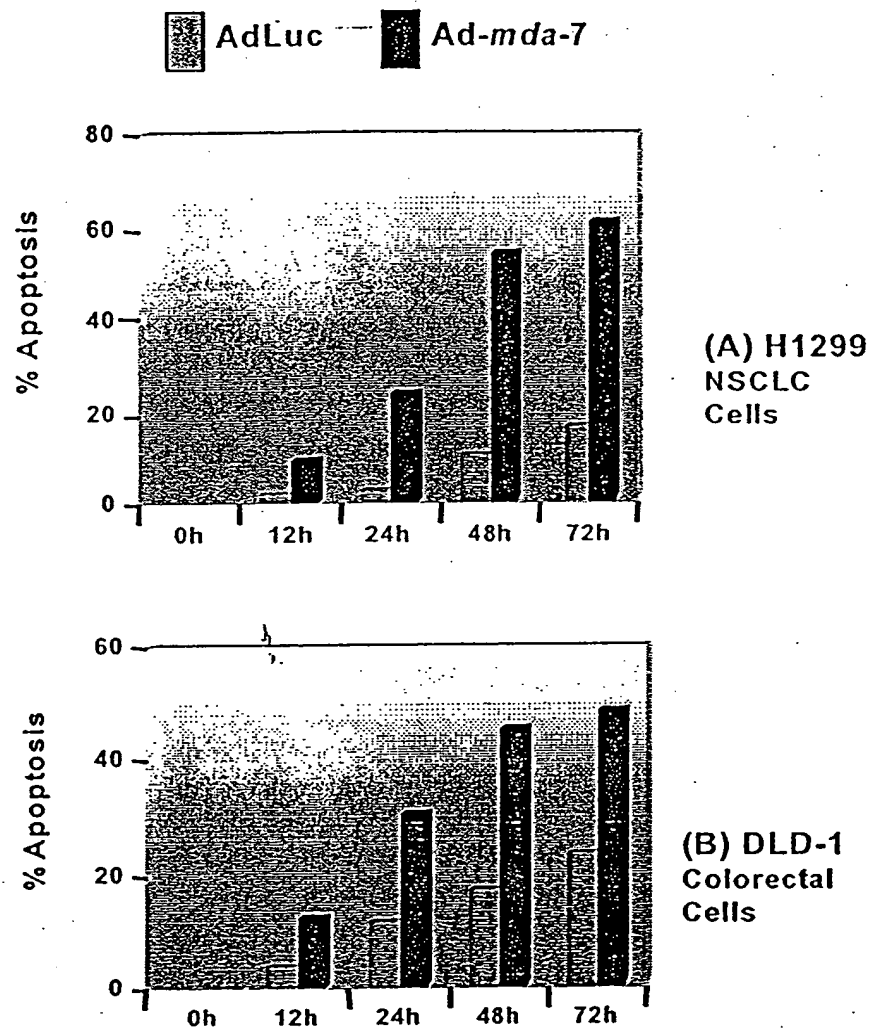 AdLuc Ad-mda-7
% Apoptosis
80
60
40
20
0
0h 12h 24h 48h 72h
(A) H1299
NSCLC
Cells
% Apoptosis
60
40
20
0
0h 12h 24h 48h 72h
(B) DLD-1
Colorectal
Cells